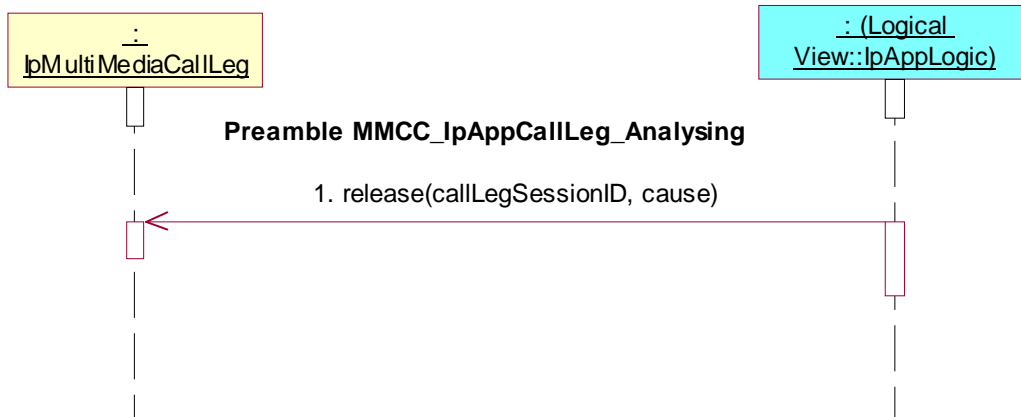 :
IpMultiMediaCallLeg
: (Logical
View::IpAppLogic)
Preamble MMCC_IpAppCallLeg_Analysing
1. release(callLegSessionID, cause)